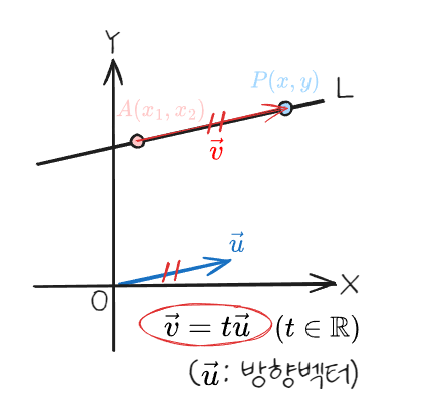 Y
P(x, y)
L
A(x₁, x₂)
v⃗
u⃗
O
X
v⃗ = tu⃗ (t ∈ ℝ)
(u⃗: 방향벡터)